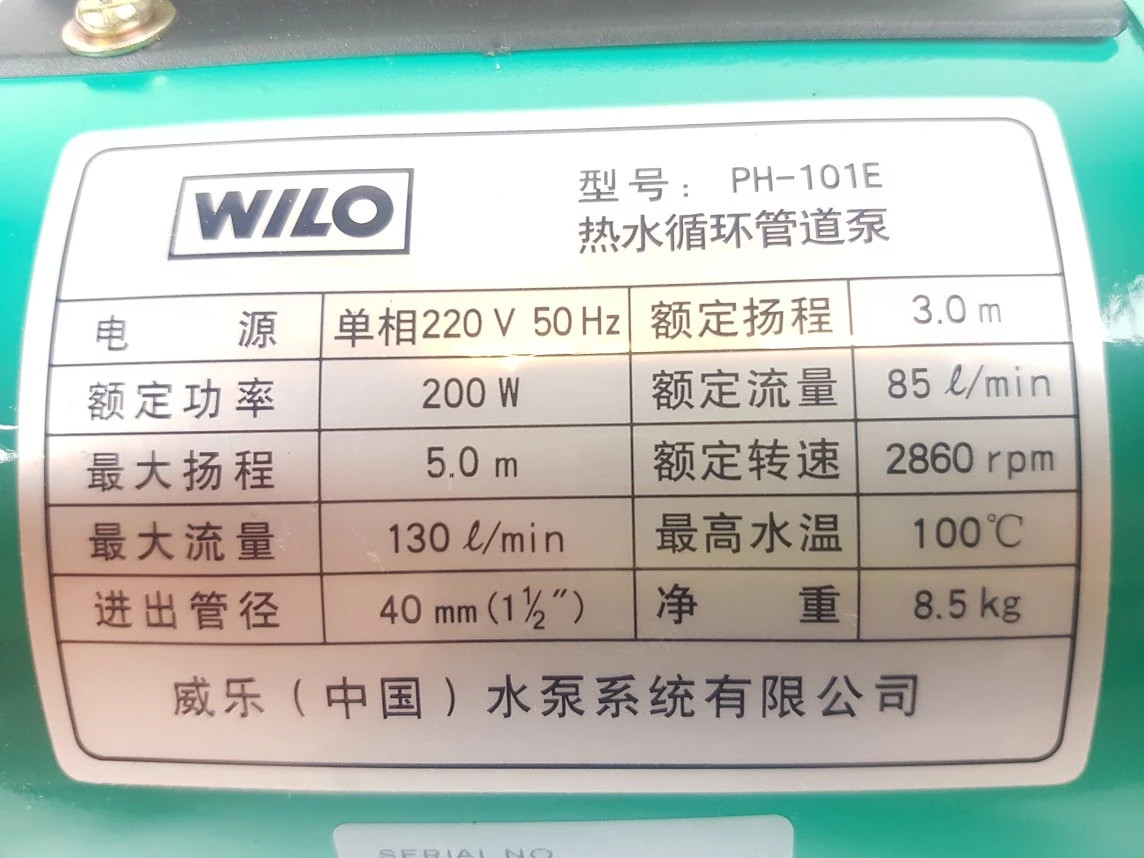 WILO
型号: PH-101E
热水循环管道泵
电源 单相220 V 50 Hz 额定扬程 3.0 m
额定功率 200 W 额定流量 85 ℓ/min
最大扬程 5.0 m 额定转速 2860 rpm
最大流量 130 ℓ/min 最高水温 100℃
进出管径 40 mm (1½″) 净重 8.5 kg
威乐(中国)水泵系统有限公司
SERIAL NO.